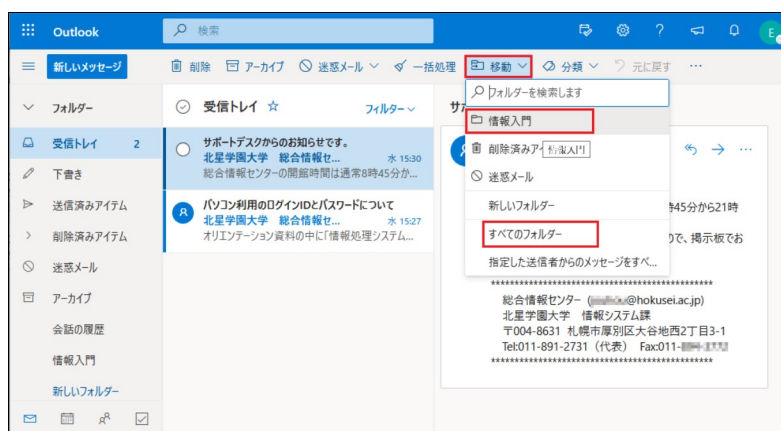 Outlook
検索
E
新しいメッセージ
削除 アーカイブ 迷惑メール 一括処理 移動 分類 元に戻す …
フォルダー
受信トレイ 2
下書き
送信済みアイテム
削除済みアイテム
迷惑メール
アーカイブ
会話の履歴
情報入門
新しいフォルダー
受信トレイ ☆ フィルター
サポートデスクからのお知らせです。
北星学園大学 総合情報セ... 水 15:30
総合情報センターの開館時間は通常8時45分か...
パソコン利用のログインIDとパスワードについて
北星学園大学 総合情報セ... 水 15:27
オリエンテーション資料の中に「情報処理システム...
フォルダーを検索します
情報入門
削除済みア
情報入門
迷惑メール
新しいフォルダー
すべてのフォルダー
指定した送信者からのメッセージをすべ...
サ
45分から21時
ので、掲示板でお
*******************************************
総合情報センター (@hokusei.ac.jp)
北星学園大学 情報システム課
〒004-8631 札幌市厚別区大谷地西2丁目3-1
Tel:011-891-2731(代表) Fax:011-
*******************************************